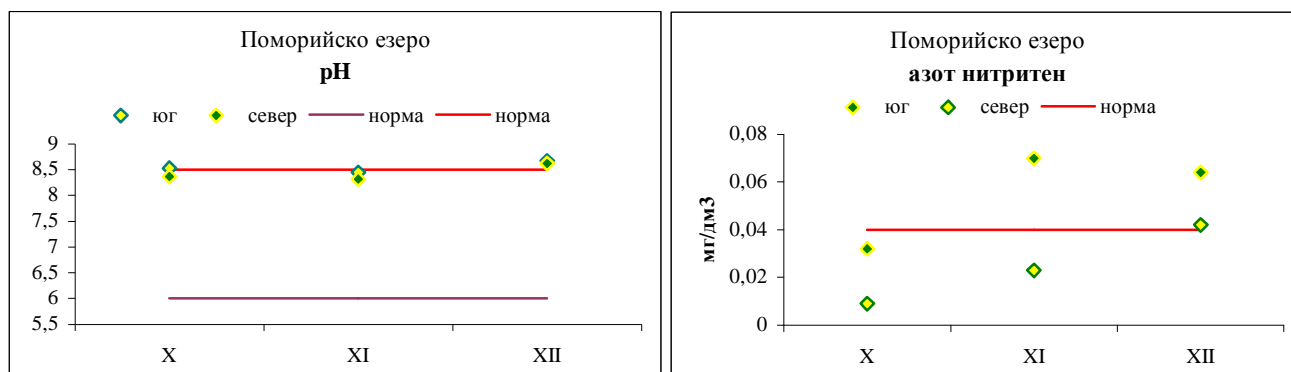 Поморийско езеро
pH
юг север норма норма
9
8,5
8
7,5
7
6,5
6
5,5
X XI XII
Поморийско езеро
азот нитритен
юг север норма
мг/дм3
0,08
0,06
0,04
0,02
0
X XI XII